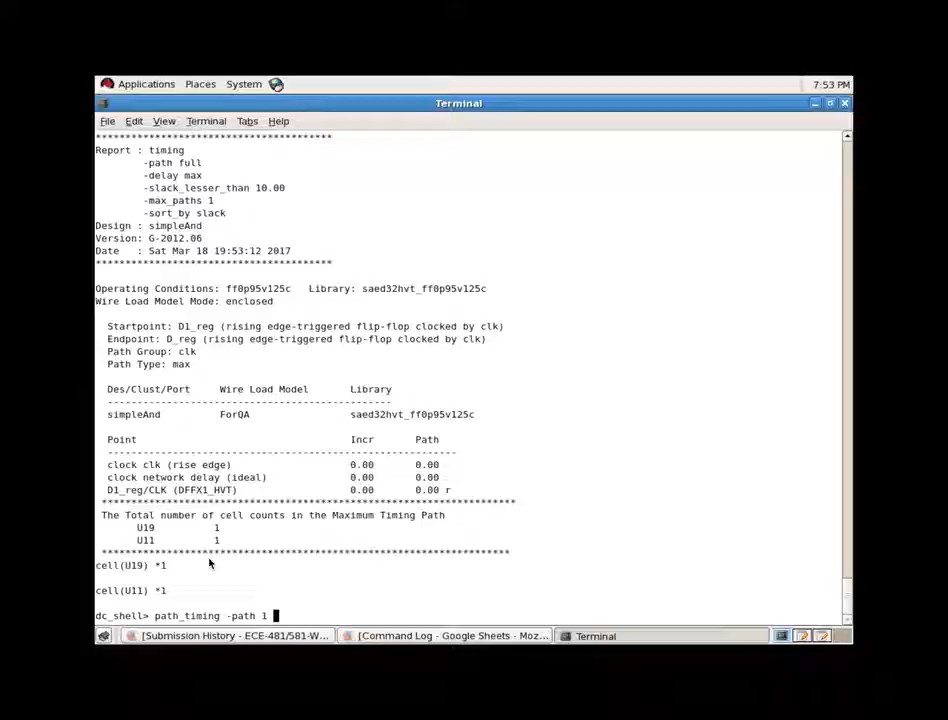 Applications Places System 7:53 PM
Terminal
File Edit View Terminal Tabs Help
****************************************
Report : timing
-path full
-delay max
-slack_lesser_than 10.00
-max_paths 1
-sort_by slack
Design : simpleAnd
Version: G-2012.06
Date : Sat Mar 18 19:53:12 2017
****************************************
Operating Conditions: ff0p95v125c Library: saed32hvt_ff0p95v125c
Wire Load Model Mode: enclosed
Startpoint: D1_reg (rising edge-triggered flip-flop clocked by clk)
Endpoint: D_reg (rising edge-triggered flip-flop clocked by clk)
Path Group: clk
Path Type: max
Des/Clust/Port Wire Load Model Library
------------------------------------------------
simpleAnd ForQA saed32hvt_ff0p95v125c
Point Incr Path
-----------------------------------------------------------
clock clk (rise edge) 0.00 0.00
clock network delay (ideal) 0.00 0.00
D1_reg/CLK (DFFX1_HVT) 0.00 0.00 r
**********************************************************************
The Total number of cell counts in the Maximum Timing Path
U19 1
U11 1
*********************************************************************
cell(U19) *1
cell(U11) *1
dc_shell> path_timing -path 1
[Submission History - ECE-481/581-W... [Command Log - Google Sheets - Moz... Terminal